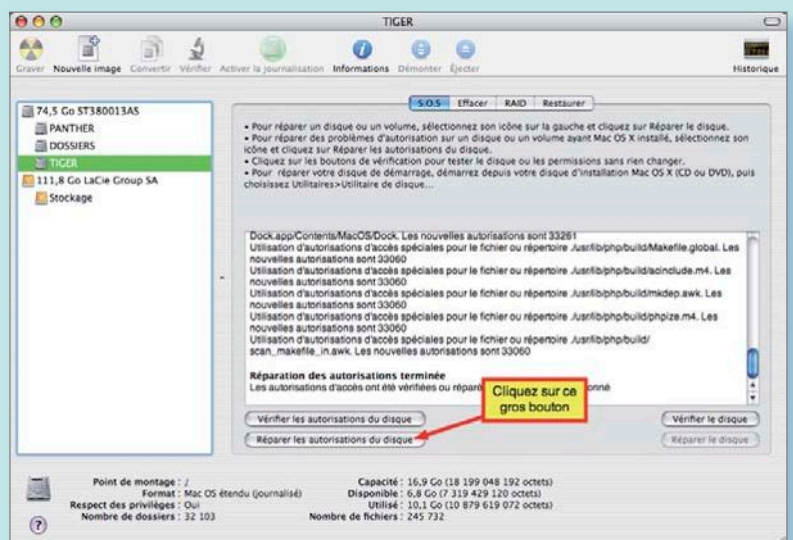 TIGER
Graver
Nouvelle image
Convertir
Vérifier
Activer la journalisation
Informations
Démonter
Éjecter
Historique
74,5 Go ST380013AS
PANTHER
DOSSIERS
TIGER
111,8 Go LaCie Group SA
Stockage
S.O.S
Effacer
RAID
Restaurer
• Pour réparer un disque ou un volume, sélectionnez son icône sur la gauche et cliquez sur Réparer le disque.
• Pour réparer des problèmes d'autorisation sur un disque ou un volume ayant Mac OS X installé, sélectionnez son
icône et cliquez sur Réparer les autorisations du disque.
• Cliquez sur les boutons de vérification pour tester le disque ou les permissions sans rien changer.
• Pour réparer votre disque de démarrage, démarrez depuis votre disque d'installation Mac OS X (CD ou DVD), puis
choisissez Utilitaires>Utilitaire de disque...
Dock.app/Contents/MacOS/Dock. Les nouvelles autorisations sont 33261
Utilisation d'autorisations d'accès spéciales pour le fichier ou répertoire ./usr/lib/php/build/Makefile.global. Les
nouvelles autorisations sont 33060
Utilisation d'autorisations d'accès spéciales pour le fichier ou répertoire ./usr/lib/php/build/acinclude.m4. Les
nouvelles autorisations sont 33060
Utilisation d'autorisations d'accès spéciales pour le fichier ou répertoire ./usr/lib/php/build/mkdep.awk. Les
nouvelles autorisations sont 33060
Utilisation d'autorisations d'accès spéciales pour le fichier ou répertoire ./usr/lib/php/build/phpize.m4. Les
nouvelles autorisations sont 33060
Utilisation d'autorisations d'accès spéciales pour le fichier ou répertoire ./usr/lib/php/build/
scan_makefile_in.awk. Les nouvelles autorisations sont 33060
Réparation des autorisations terminée
Les autorisations d'accès ont été vérifiées ou
Cliquez sur ce
gros bouton
Vérifier les autorisations du disque
Vérifier le disque
Réparer les autorisations du disque
Réparer le disque
Point de montage : /
Format : Mac OS étendu (journalisé)
Respect des privilèges : Oui
Nombre de dossiers : 32 103
Capacité : 16,9 Go (18 199 048 192 octets)
Disponible : 6,8 Go (7 319 429 120 octets)
Utilisé : 10,1 Go (10 879 619 072 octets)
Nombre de fichiers : 245 732
?